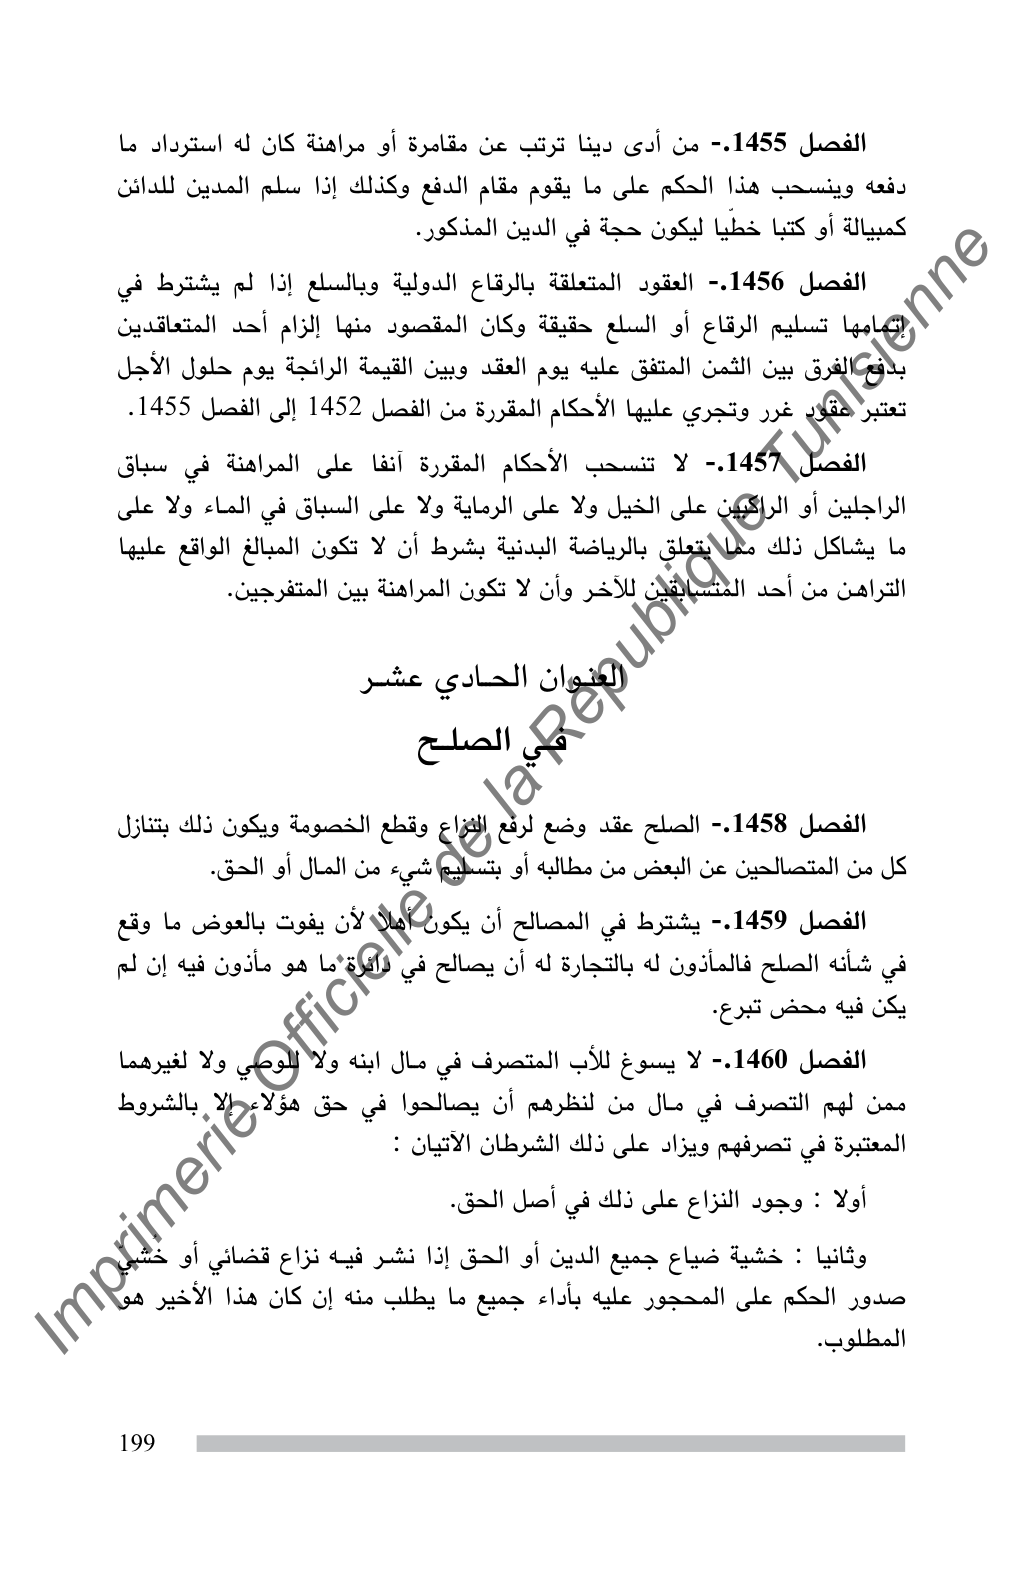 الفصل 1455.- من أدى دينا ترتب عن مقامرة أو مراهنة كان له استرداد ما
دفعه وينسحب هذا الحكم على ما يقوم مقام الدفع وكذلك إذا سلم المدين للدائن
كمبيالة أو كتبا خطّيا ليكون حجة في الدين المذكور.
الفصل 1456.- العقود المتعلقة بالرقاع الدولية وبالسلع إذا لم يشترط في
إتمامها تسليم الرقاع أو السلع حقيقة وكان المقصود منها إلزام أحد المتعاقدين
بدفع الفرق بين الثمن المتفق عليه يوم العقد وبين القيمة الرائجة يوم حلول الأجل
تعتبر عقود غرر وتجري عليها الأحكام المقررة من الفصل 1452 إلى الفصل 1455.
الفصل 1457.- لا تنسحب الأحكام المقررة آنفا على المراهنة في سباق
الراجلين أو الراكبين على الخيل ولا على الرماية ولا على السباق في الماء ولا على
ما يشاكل ذلك مما يتعلق بالرياضة البدنية بشرط أن لا تكون المبالغ الواقع عليها
التراهن من أحد المتسابقين للآخر وأن لا تكون المراهنة بين المتفرجين.
العنوان الحادي عشر
في الصلح
الفصل 1458.- الصلح عقد وضع لرفع النزاع وقطع الخصومة ويكون ذلك بتنازل
كل من المتصالحين عن البعض من مطالبه أو بتسليم شيء من المال أو الحق.
الفصل 1459.- يشترط في المصالح أن يكون أهلا لأن يفوت بالعوض ما وقع
في شأنه الصلح فالمأذون له بالتجارة له أن يصالح في دائرة ما هو مأذون فيه إن لم
يكن فيه محض تبرع.
الفصل 1460.- لا يسوغ للأب المتصرف في مال ابنه ولا للوصي ولا لغيرهما
ممن لهم التصرف في مال من لنظرهم أن يصالحوا في حق هؤلاء إلا بالشروط
المعتبرة في تصرفهم ويزاد على ذلك الشرطان الآتيان :
أولا : وجود النزاع على ذلك في أصل الحق.
وثانيا : خشية ضياع جميع الدين أو الحق إذا نشر فيه نزاع قضائي أو خُشيّ
صدور الحكم على المحجور عليه بأداء جميع ما يطلب منه إن كان هذا الأخير هو
المطلوب.
199
Imprimerie Officielle de la République Tunisienne